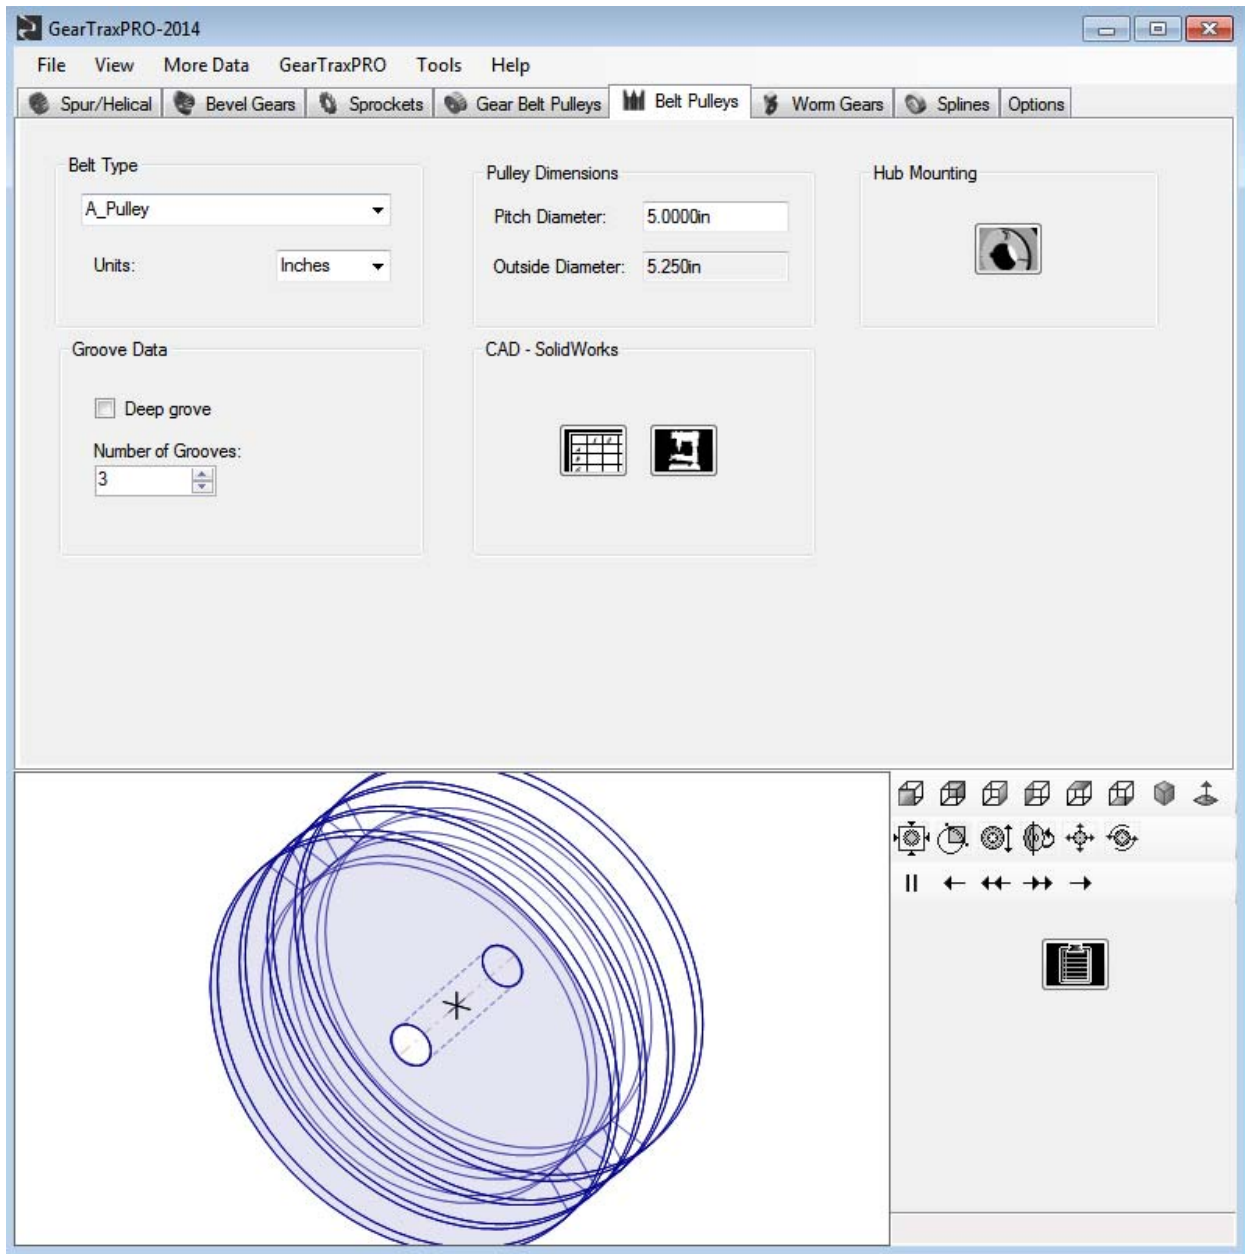 GearTraxPRO-2014
File View More Data GearTraxPRO Tools Help
Spur/Helical Bevel Gears Sprockets Gear Belt Pulleys Belt Pulleys Worm Gears Splines Options
Belt Type
A_Pulley
Units: Inches
Pulley Dimensions
Pitch Diameter: 5.0000in
Outside Diameter: 5.250in
Hub Mounting
Groove Data
Deep grove
Number of Grooves:
3
CAD - SolidWorks